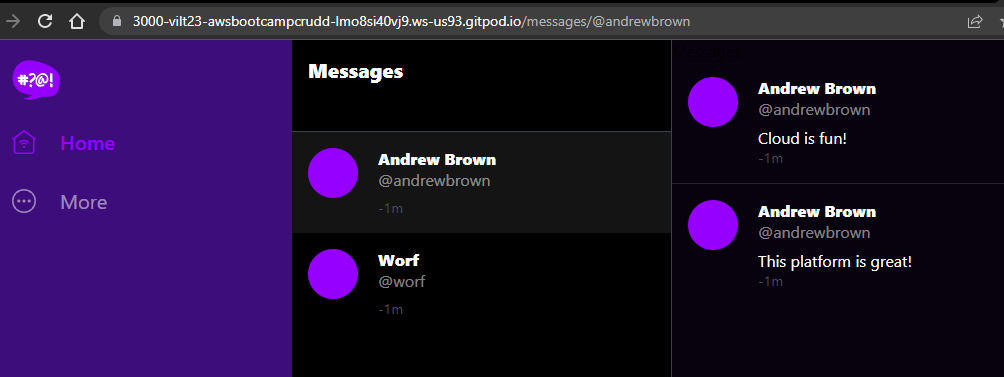 3000-vilt23-awsbootcampcrudd-lmo8si40vj9.ws-us93.gitpod.io/messages/@andrewbrown
#?@!
Home
More
Messages
Andrew Brown
@andrewbrown
-1m
Worf
@worf
-1m
Messages
Andrew Brown
@andrewbrown
Cloud is fun!
-1m
Andrew Brown
@andrewbrown
This platform is great!
-1m